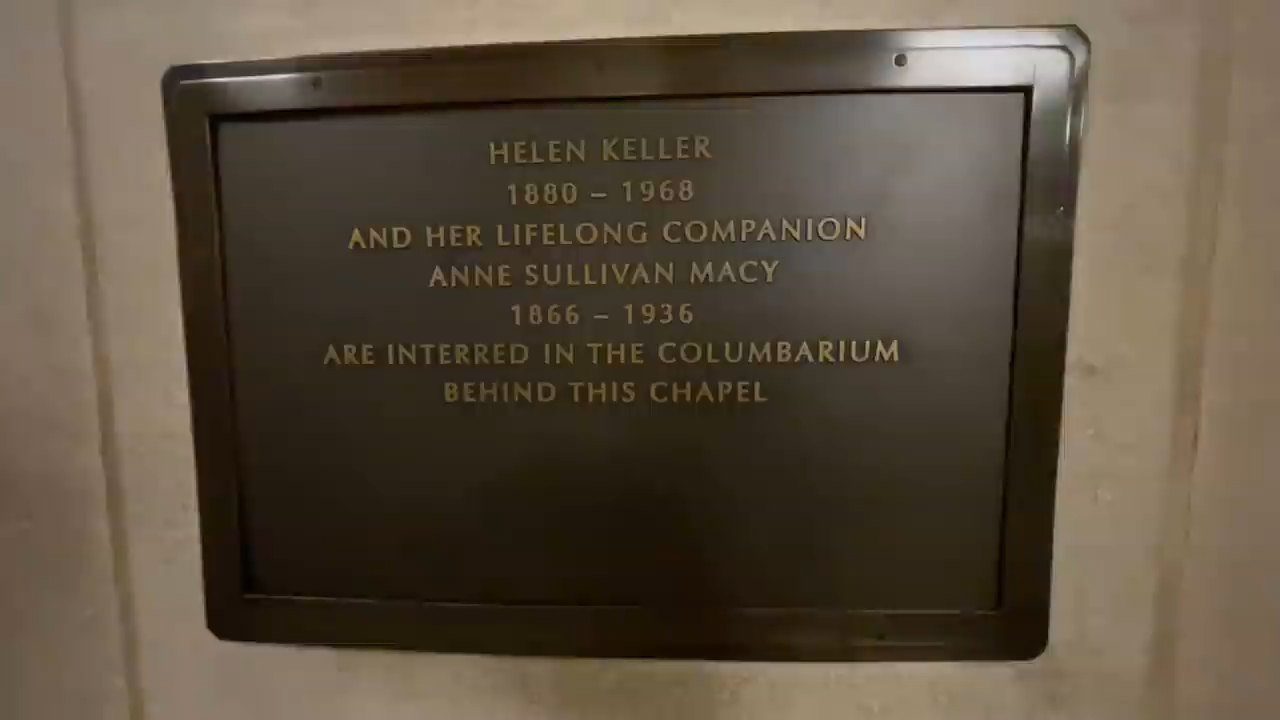 HELEN KELLER
1880 – 1968
AND HER LIFELONG COMPANION
ANNE SULLIVAN MACY
1866 – 1936
ARE INTERRED IN THE COLUMBARIUM
BEHIND THIS CHAPEL